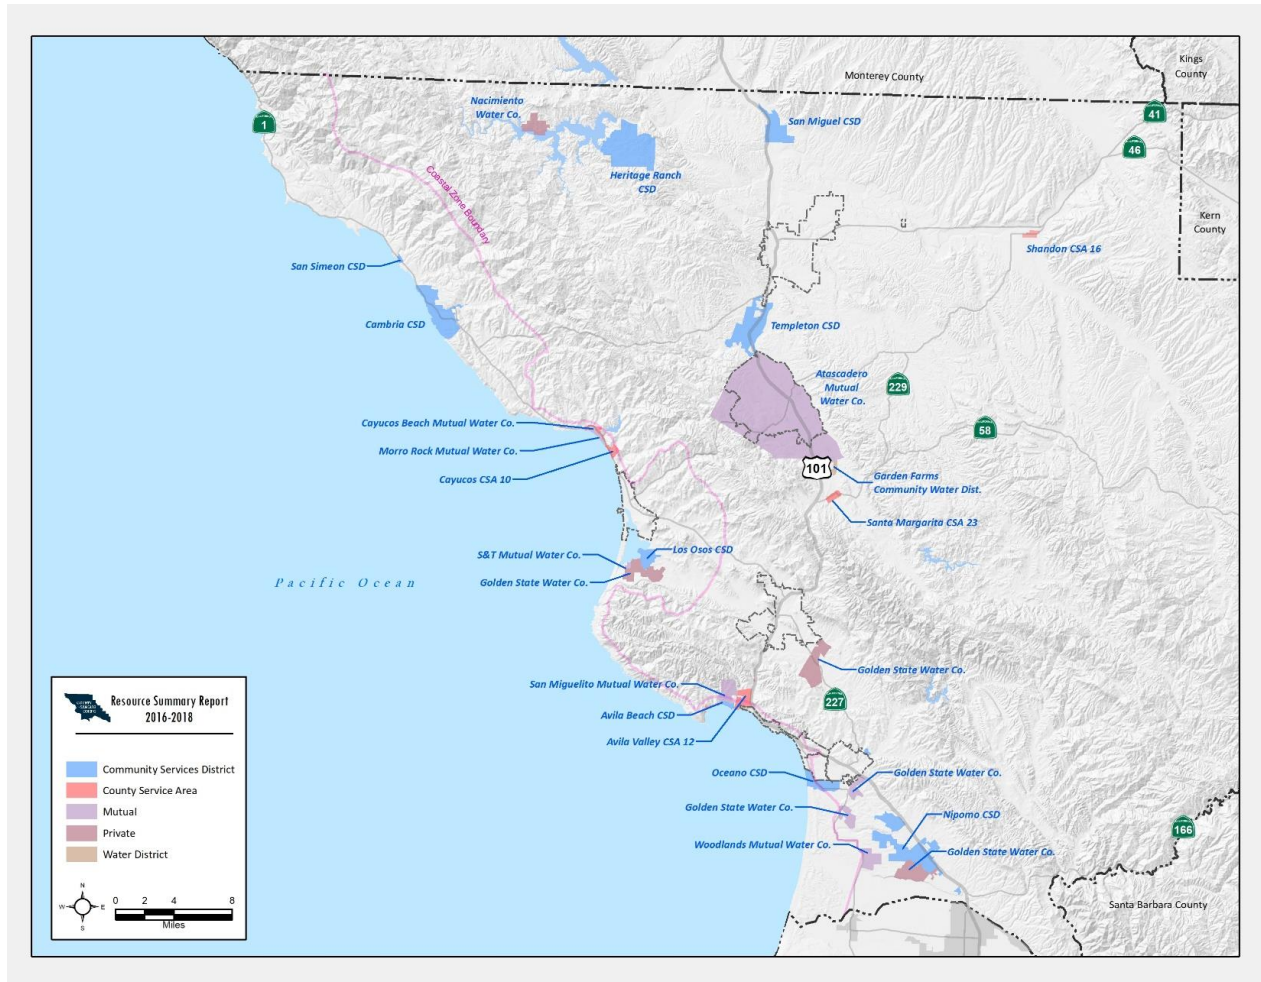 Monterey County
Kings
County
1
41
46
Nacimiento
Water Co.
San Miguel CSD
Heritage Ranch
CSD
Coastal Zone Boundary
Kern
County
Shandon CSA 16
San Simeon CSD
Cambria CSD
Templeton CSD
Atascadero
Mutual
Water Co.
229
58
Cayucos Beach Mutual Water Co.
Morro Rock Mutual Water Co.
Cayucos CSA 10
101
Garden Farms
Community Water Dist.
Santa Margarita CSA 23
S&T Mutual Water Co.
Los Osos CSD
Golden State Water Co.
Pacific Ocean
Golden State Water Co.
227
San Miguelito Mutual Water Co.
Avila Beach CSD
Avila Valley CSA 12
Oceano CSD
Golden State Water Co.
Golden State Water Co.
Nipomo CSD
Woodlands Mutual Water Co.
Golden State Water Co.
166
Santa Barbara County
Resource Summary Report
2016-2018
Community Services District
County Service Area
Mutual
Private
Water District
N
W E
S
0 2 4 8
Miles